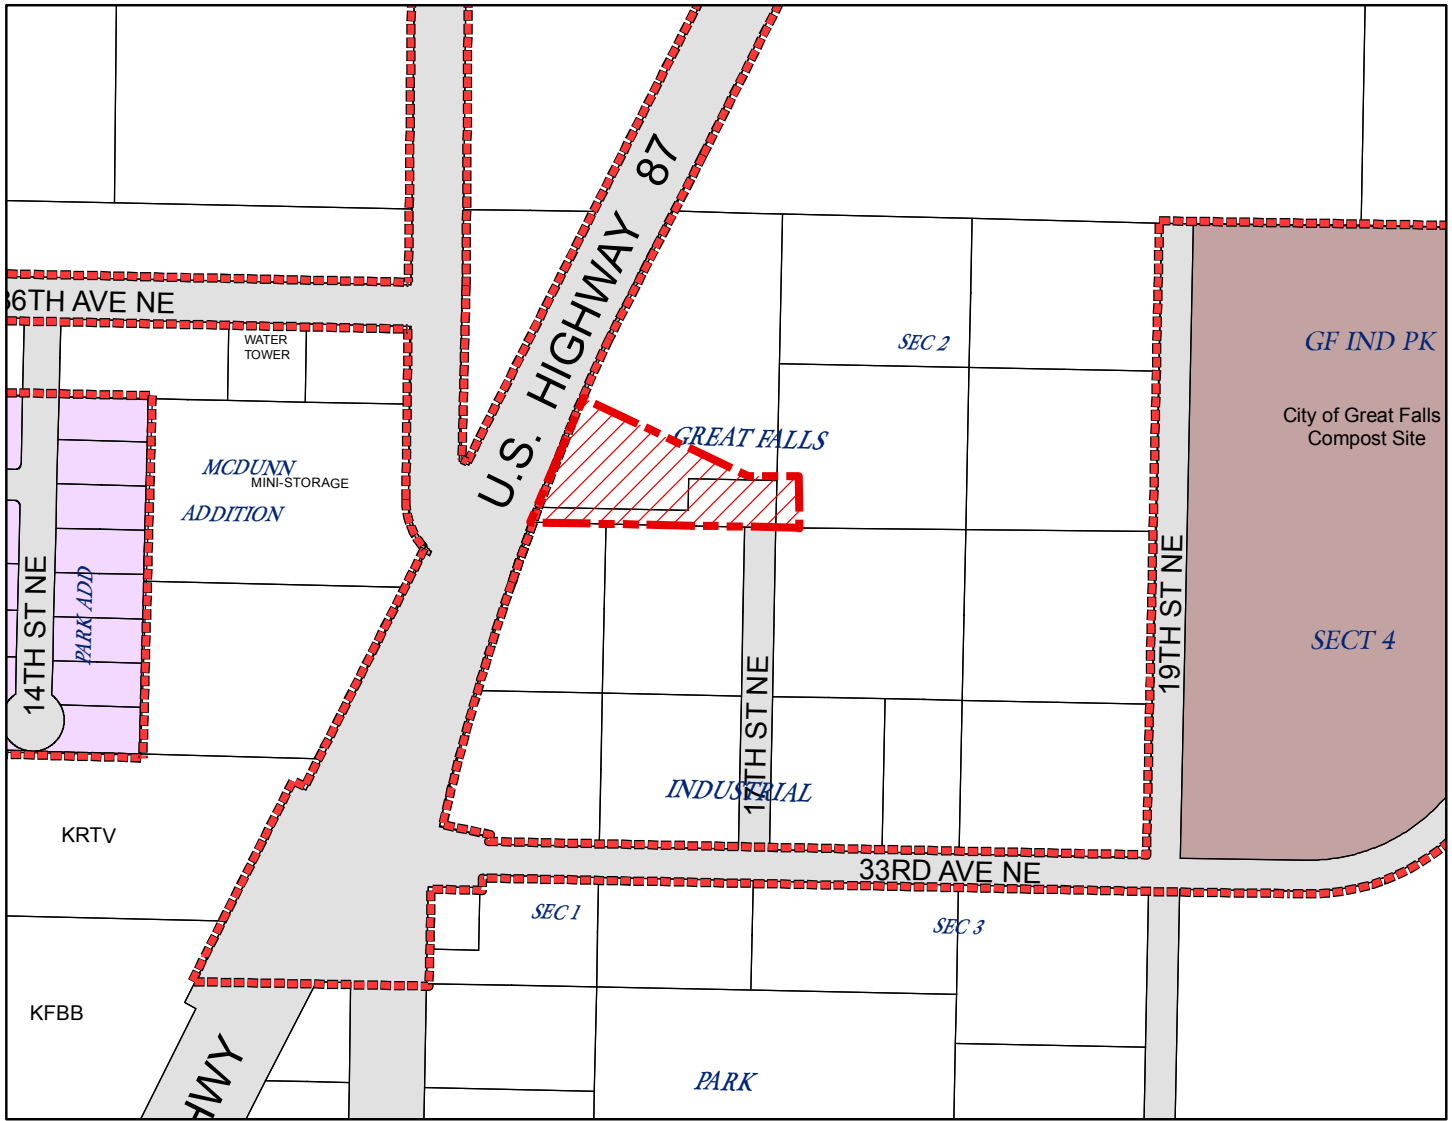 U.S. HIGHWAY 87
36TH AVE NE
WATER
TOWER
SEC 2
GF IND PK
City of Great Falls
Compost Site
GREAT FALLS
MCDUNN
MINI-STORAGE
ADDITION
14TH ST NE
PARK ADD
19TH ST NE
SECT 4
17TH ST NE
INDUSTRIAL
KRTV
33RD AVE NE
SEC 1
SEC 3
KFBB
HWY
PARK